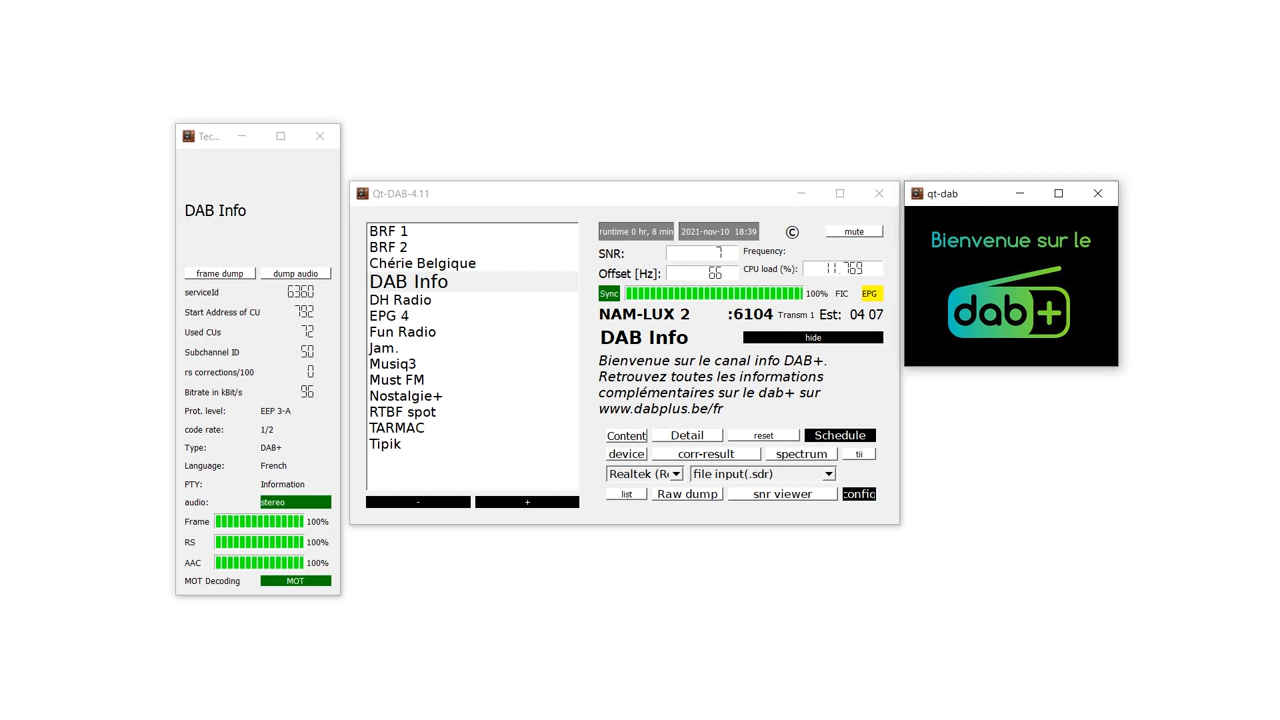 Tec...
DAB Info
frame dump
dump audio
serviceId 6360
Start Address of CU 792
Used CUs 72
Subchannel ID 50
rs corrections/100 0
Bitrate in kBit/s 96
Prot. level: EEP 3-A
code rate: 1/2
Type: DAB+
Language: French
PTY: Information
audio: stereo
Frame 100%
RS 100%
AAC 100%
MOT Decoding MOT
Qt-DAB-4.11
BRF 1
BRF 2
Chérie Belgique
DAB Info
DH Radio
EPG 4
Fun Radio
Jam.
Musiq3
Must FM
Nostalgie+
RTBF spot
TARMAC
Tipik
- +
runtime 0 hr, 8 min 2021-nov-10 18:39 © mute
SNR: 7 Frequency:
Offset [Hz]: 66 CPU load (%): 11.769
Sync 100% FIC EPG
NAM-LUX 2 :6104 Transm 1 Est: 04 07
DAB Info hide
Bienvenue sur le canal info DAB+.
Retrouvez toutes les informations
complémentaires sur le dab+ sur
www.dabplus.be/fr
Content Detail reset Schedule
device corr-result spectrum tii
Realtek (R file input(.sdr)
list Raw dump snr viewer config
qt-dab
Bienvenue sur le
dab+